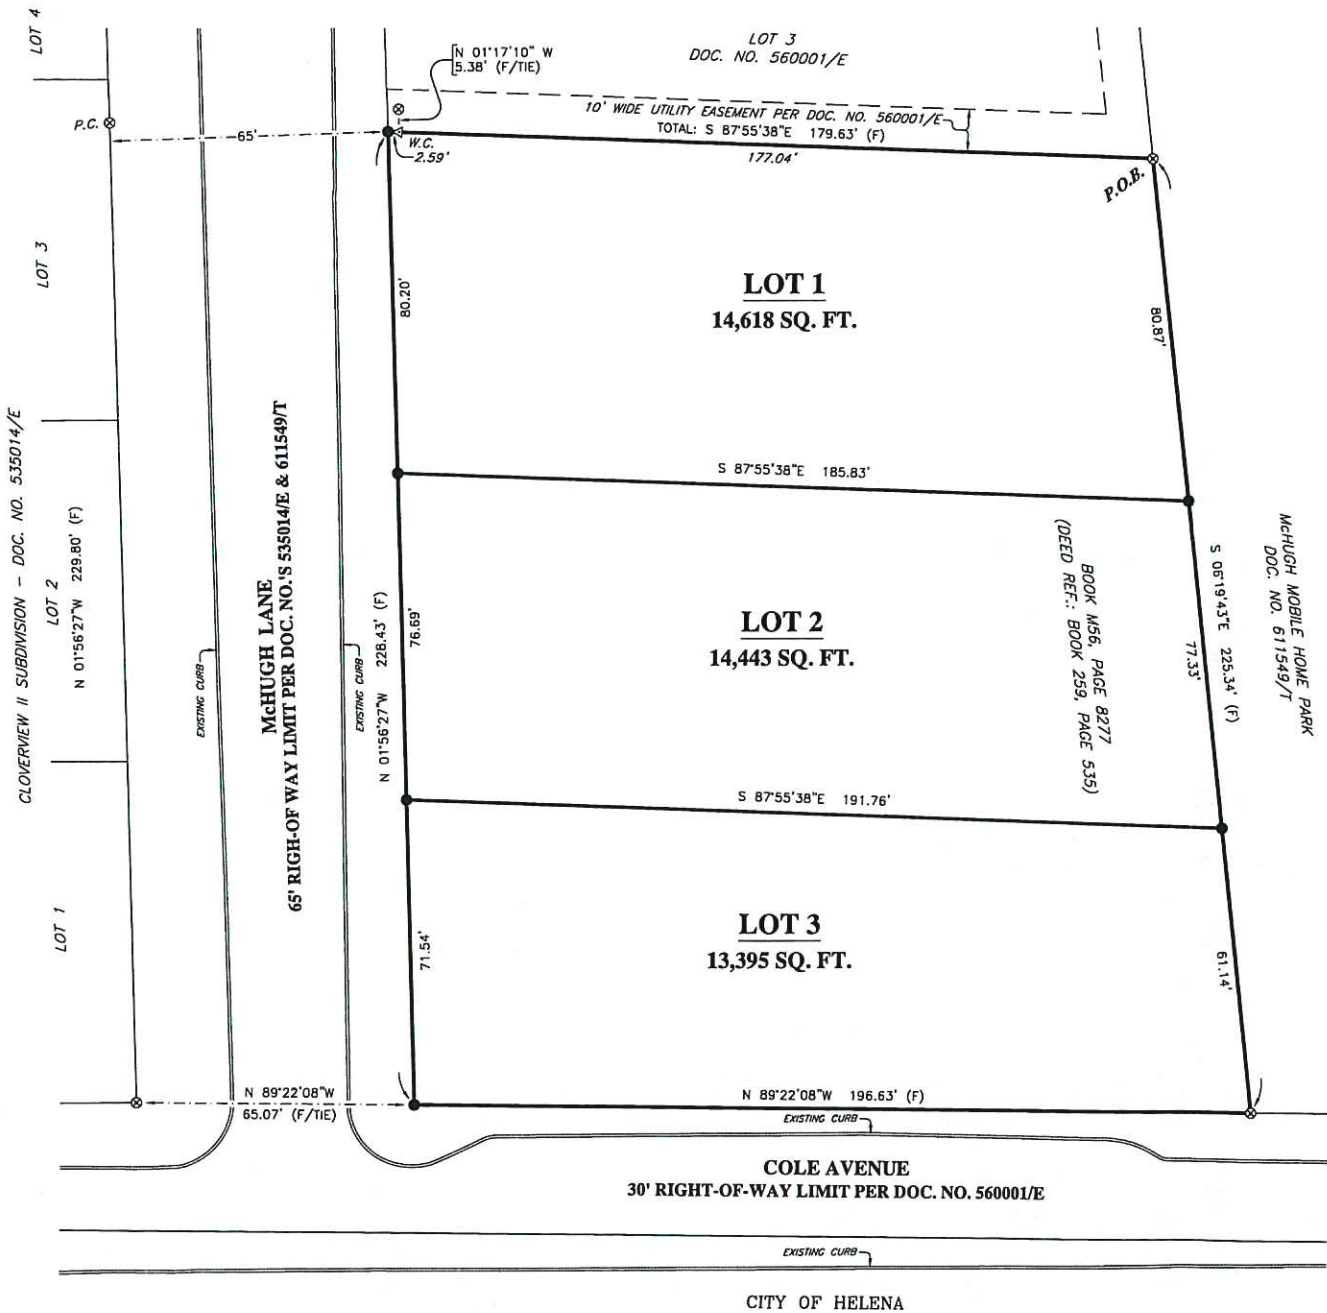 LOT 4
N 01°17'10" W
5.38' (F/TIE)
LOT 3
DOC. NO. 560001/E
10' WIDE UTILITY EASEMENT PER DOC. NO. 560001/E
P.C.
65'
TOTAL: S 87°55'38"E 179.63' (F)
W.C.
2.59'
177.04'
P.O.B.
LOT 3
80.20'
LOT 1
14,618 SQ. FT.
80.87'
S 87°55'38"E 185.83'
CLOVERVIEW II SUBDIVISION - DOC. NO. 535014/E
LOT 2
N 01°56'27"W 229.80' (F)
EXISTING CURB
McHUGH LANE
65' RIGH-OF WAY LIMIT PER DOC. NO.'S 535014/E & 611549/T
EXISTING CURB
N 01°56'27"W 228.43' (F)
76.69'
LOT 2
14,443 SQ. FT.
BOOK M56, PAGE 8277
(DEED REF.: BOOK 259, PAGE 535)
77.33'
S 06°19'43"E 225.34' (F)
McHUGH MOBILE HOME PARK
DOC. NO. 611549/T
S 87°55'38"E 191.76'
LOT 1
71.54'
LOT 3
13,395 SQ. FT.
61.14'
N 89°22'08"W
65.07' (F/TIE)
N 89°22'08"W 196.63' (F)
EXISTING CURB
COLE AVENUE
30' RIGHT-OF-WAY LIMIT PER DOC. NO. 560001/E
EXISTING CURB
CITY OF HELENA